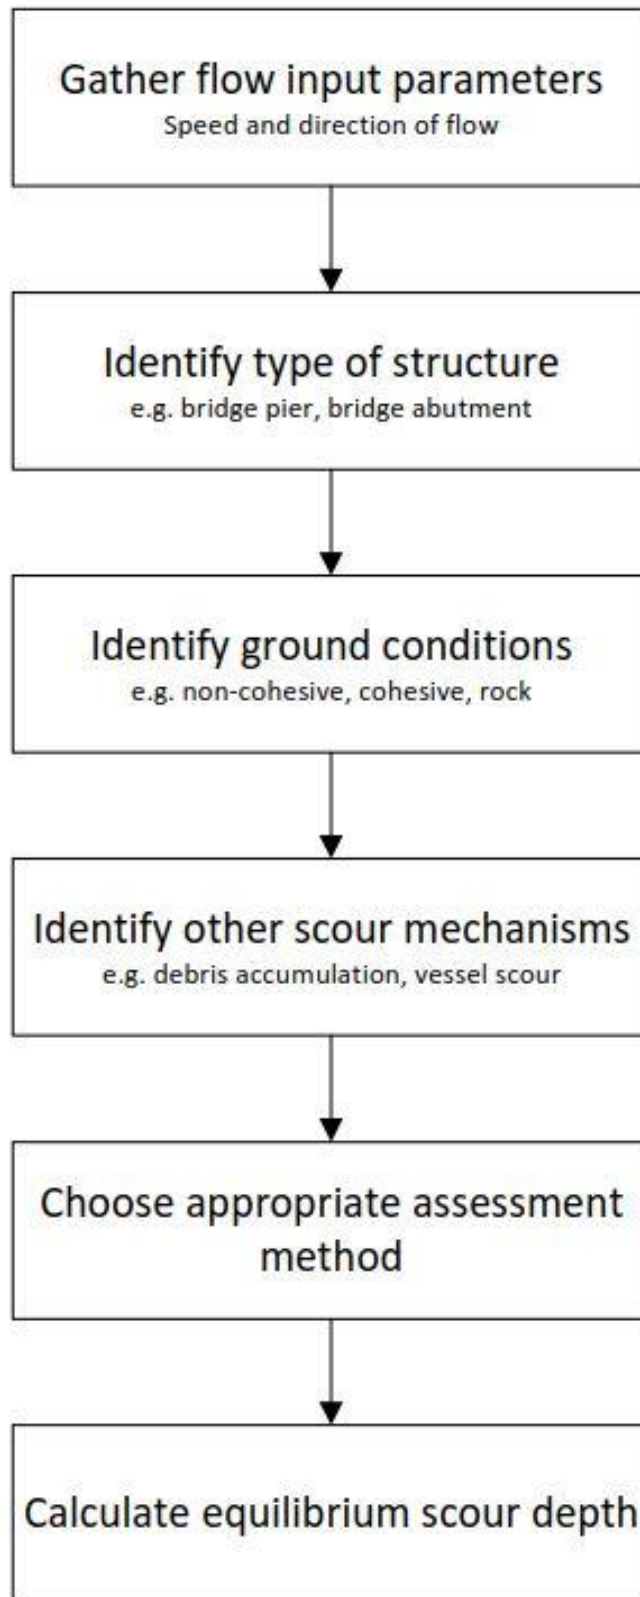 Gather flow input parameters
Speed and direction of flow
Identify type of structure
e.g. bridge pier, bridge abutment
Identify ground conditions
e.g. non-cohesive, cohesive, rock
Identify other scour mechanisms
e.g. debris accumulation, vessel scour
Choose appropriate assessment
method
Calculate equilibrium scour depth